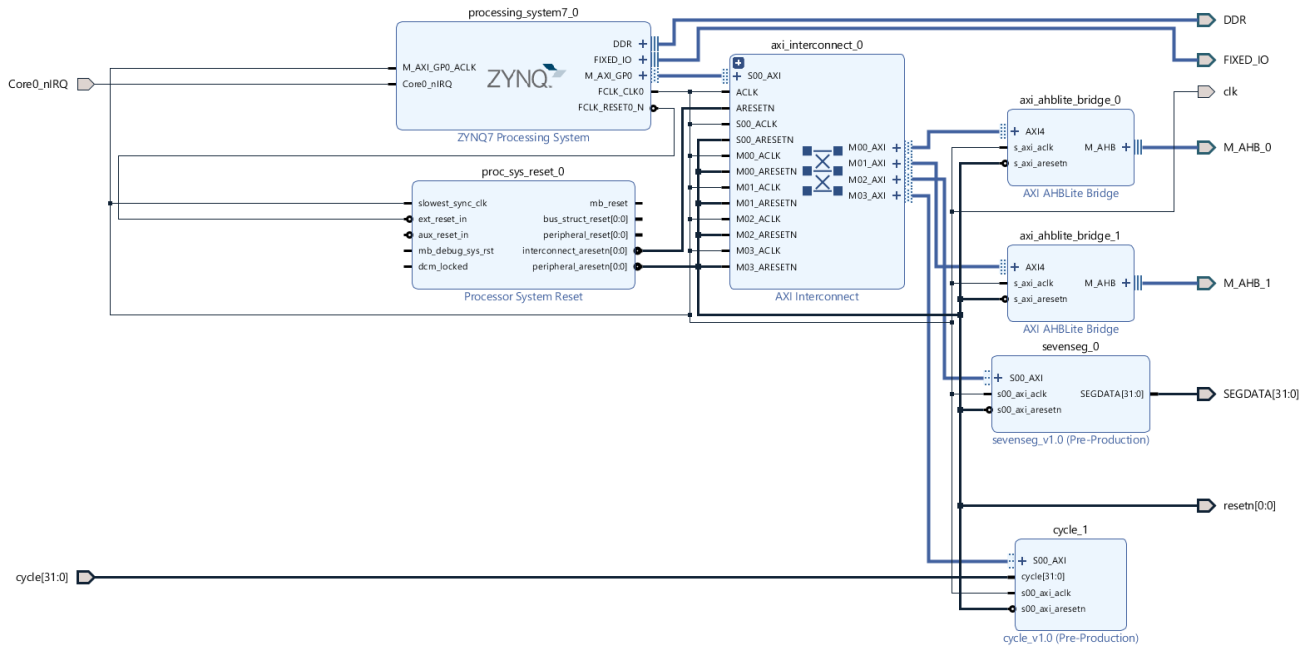 processing_system7_0
DDR
FIXED_IO
M_AXI_GP0_ACLK
M_AXI_GP0
Core0_nIRQ
Core0_nIRQ
FCLK_CLK0
FCLK_RESET0_N
ZYNQ
ZYNQ7 Processing System
proc_sys_reset_0
slowest_sync_clk
mb_reset
ext_reset_in
bus_struct_reset[0:0]
aux_reset_in
peripheral_reset[0:0]
mb_debug_sys_rst
interconnect_aresetn[0:0]
dcm_locked
peripheral_aresetn[0:0]
Processor System Reset
axi_interconnect_0
S00_AXI
ACLK
ARESETN
S00_ACLK
S00_ARESETN
M00_ACLK
M00_ARESETN
M01_ACLK
M01_ARESETN
M02_ACLK
M02_ARESETN
M03_ACLK
M03_ARESETN
M00_AXI
M01_AXI
M02_AXI
M03_AXI
AXI Interconnect
axi_ahblite_bridge_0
AXI4
s_axi_aclk
M_AHB
s_axi_aresetn
AXI AHBLite Bridge
axi_ahblite_bridge_1
AXI4
s_axi_aclk
M_AHB
s_axi_aresetn
AXI AHBLite Bridge
sevenseg_0
S00_AXI
s00_axi_aclk
SEGDATA[31:0]
s00_axi_aresetn
sevenseg_v1.0 (Pre-Production)
cycle_1
S00_AXI
cycle[31:0]
s00_axi_aclk
s00_axi_aresetn
cycle_v1.0 (Pre-Production)
cycle[31:0]
DDR
FIXED_IO
clk
M_AHB_0
M_AHB_1
SEGDATA[31:0]
resetn[0:0]